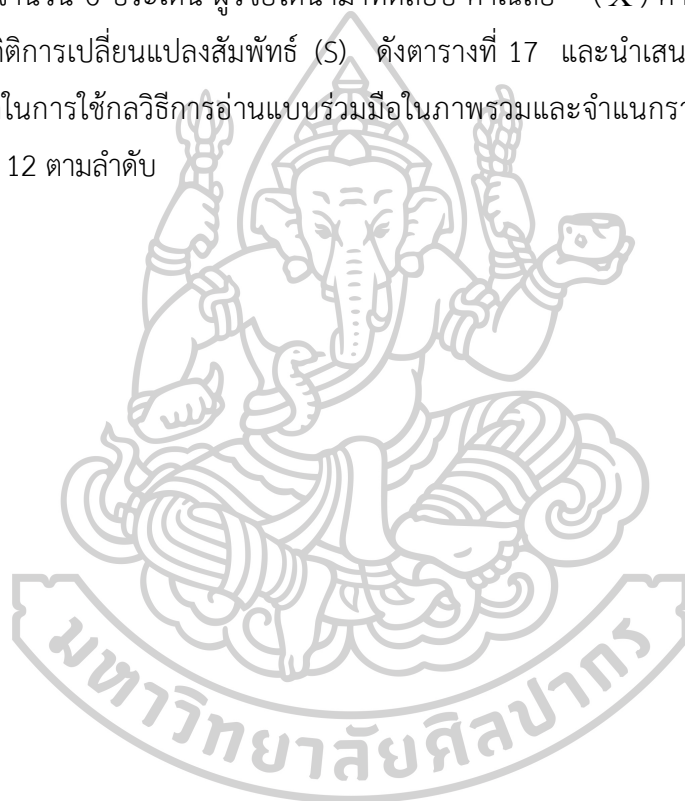 จำนวน 6 ประเด็น ผู้วิจัยได้นำมาทดสอบ ค่าเฉลี่ย (X)
ถิติการเปลี่ยนแปลงสัมพัทธ์ (S) ดังตารางที่ 17 และนำเสน
ในการใช้กลวิธีการอ่านแบบร่วมมือในภาพรวมและจำแนกรา
12 ตามลำดับ
มหาวิทยาลัยศิลปากร